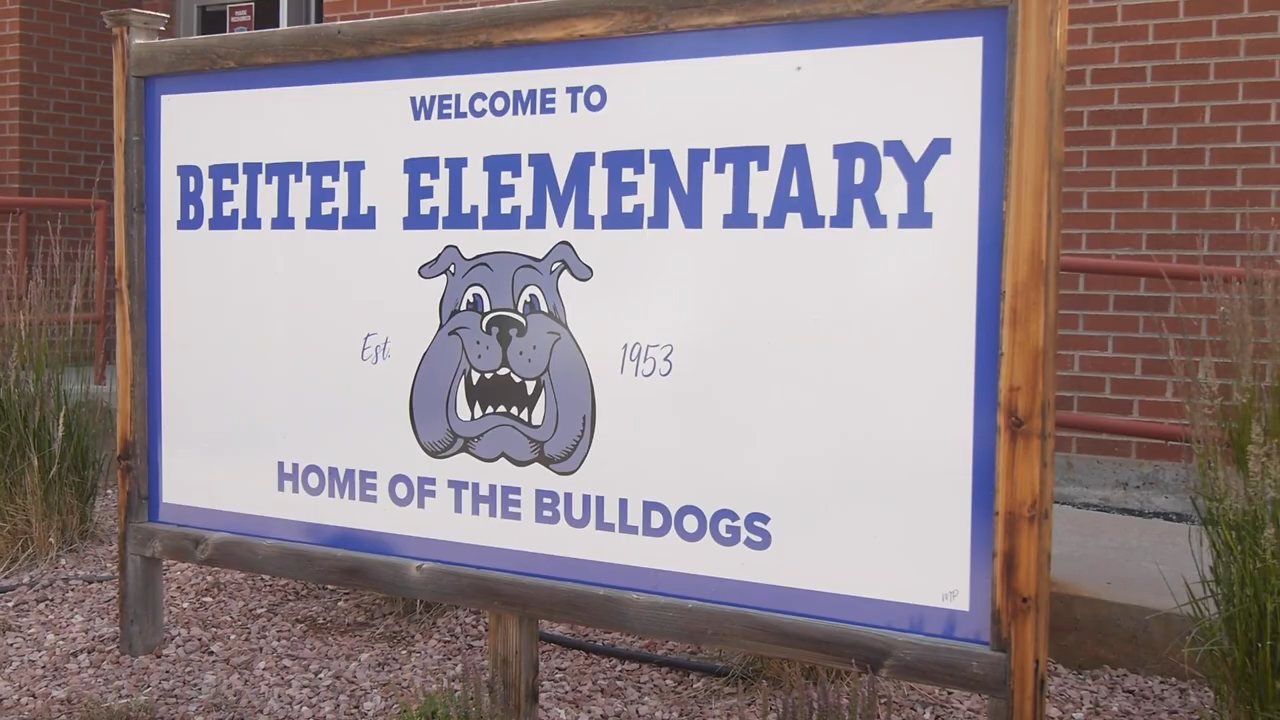 WELCOME TO
BEITEL ELEMENTARY
Est. 1953
HOME OF THE BULLDOGS